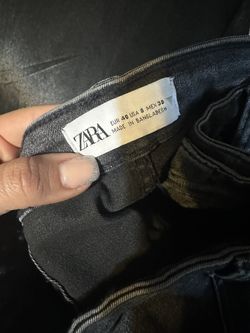 ZARA
EUR 40 USA 8 MEX 30
MADE IN BANGLADESH